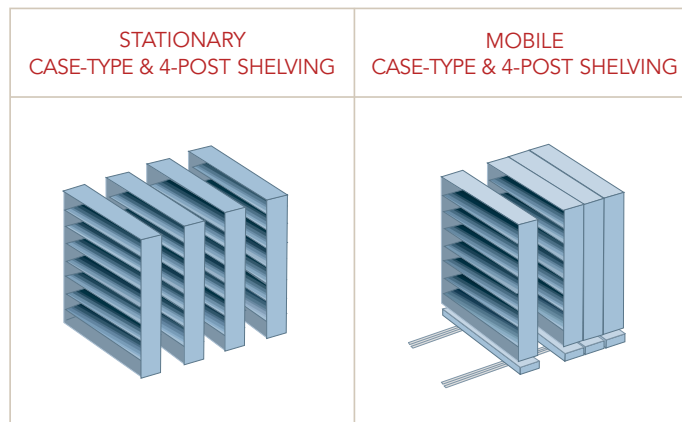 STATIONARY
CASE-TYPE & 4-POST SHELVING
MOBILE
CASE-TYPE & 4-POST SHELVING